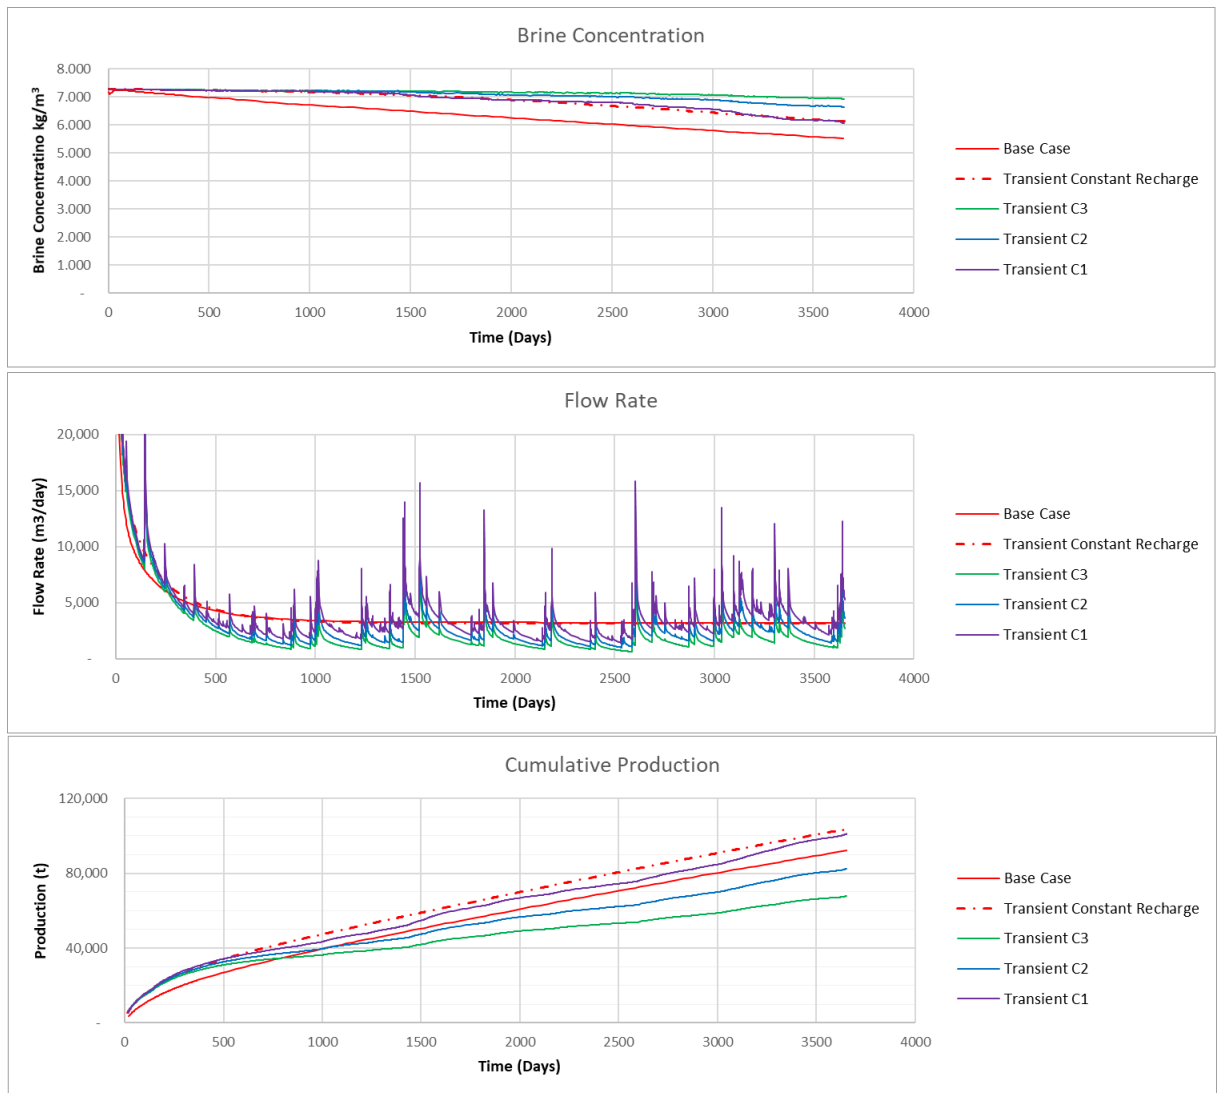 Brine Concentration
Brine Concentratino kg/m³
8.000
7.000
6.000
5.000
4.000
3.000
2.000
1.000
-
0 500 1000 1500 2000 2500 3000 3500 4000
Time (Days)
Base Case
Transient Constant Recharge
Transient C3
Transient C2
Transient C1
Flow Rate
Flow Rate (m3/day)
20,000
15,000
10,000
5,000
-
0 500 1000 1500 2000 2500 3000 3500 4000
Time (Days)
Base Case
Transient Constant Recharge
Transient C3
Transient C2
Transient C1
Cumulative Production
Production (t)
120,000
80,000
40,000
-
0 500 1000 1500 2000 2500 3000 3500 4000
Time (Days)
Base Case
Transient Constant Recharge
Transient C3
Transient C2
Transient C1